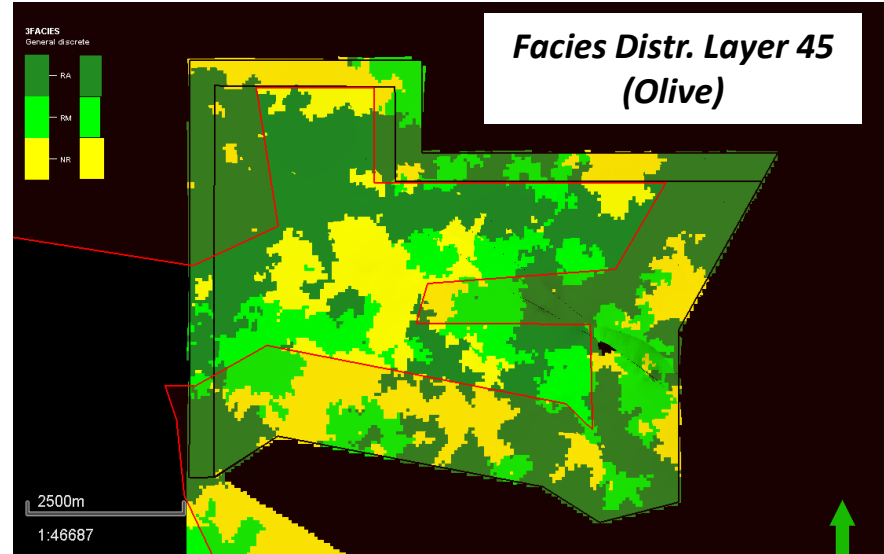 Facies Distr. Layer 45
(Olive)
3FACIES
General discrete
RA
RM
NR
2500m
1:46687